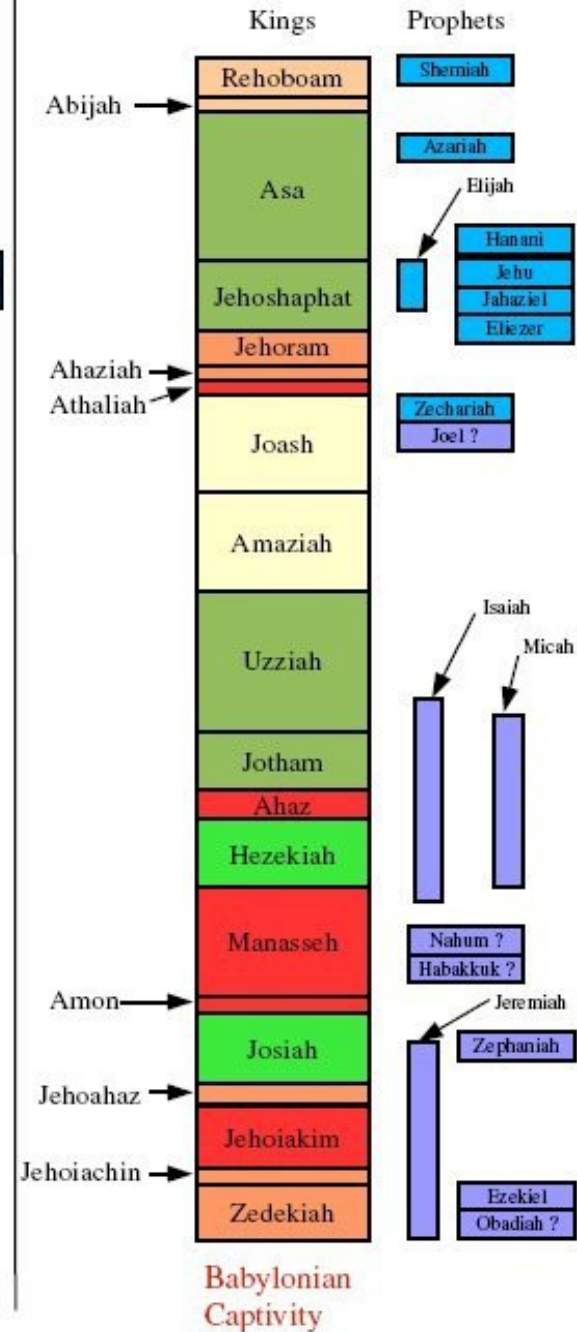 Kings Prophets
Rehoboam
Shemiah
Abijah
Azariah
Asa
Elijah
Hanani
Jehu
Jehoshaphat
Jahaziel
Eliezer
Jehoram
Ahaziah
Athaliah
Zechariah
Joash
Joel ?
Amaziah
Isaiah
Micah
Uzziah
Jotham
Ahaz
Hezekiah
Manasseh
Nahum ?
Habakkuk ?
Amon
Jeremiah
Josiah
Zephaniah
Jehoahaz
Jehoiakim
Jehoiachin
Ezekiel
Zedekiah
Obadiah ?
Babylonian
Captivity